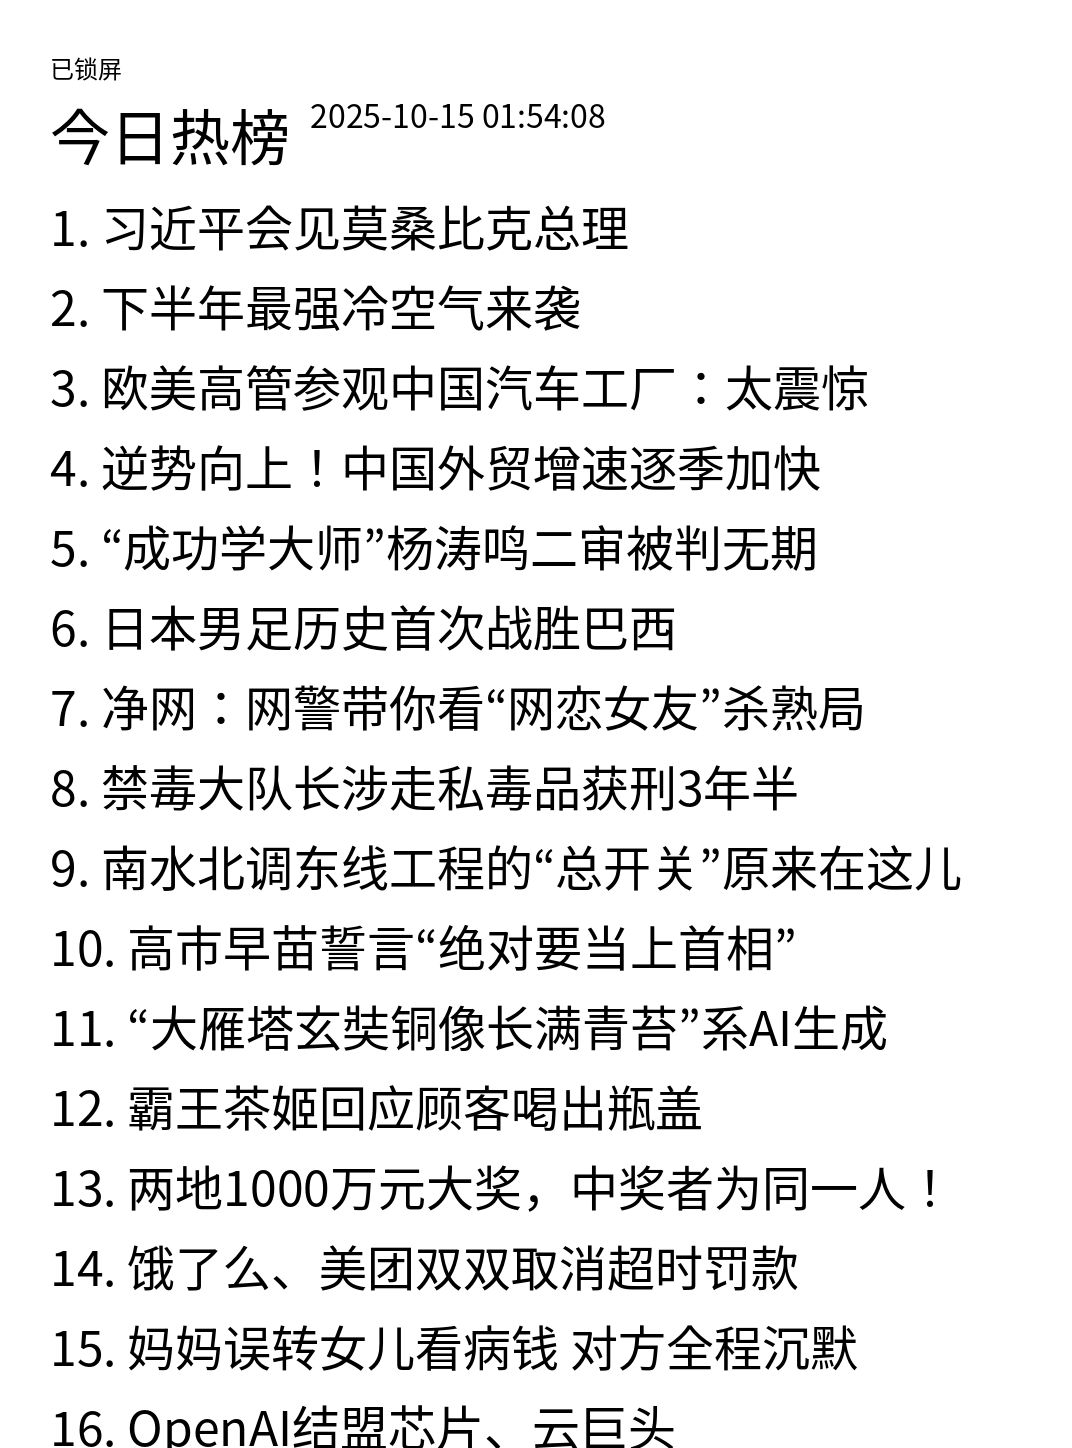 已锁屏
今日热榜 2025-10-15 01:54:08
1. 习近平会见莫桑比克总理
2. 下半年最强冷空气来袭
3. 欧美高管参观中国汽车工厂：太震惊
4. 逆势向上！中国外贸增速逐季加快
5. “成功学大师”杨涛鸣二审被判无期
6. 日本男足历史首次战胜巴西
7. 净网：网警带你看“网恋女友”杀熟局
8. 禁毒大队长涉走私毒品获刑3年半
9. 南水北调东线工程的“总开关”原来在这儿
10. 高市早苗誓言“绝对要当上首相”
11. “大雁塔玄奘铜像长满青苔”系AI生成
12. 霸王茶姬回应顾客喝出瓶盖
13. 两地1000万元大奖，中奖者为同一人！
14. 饿了么、美团双双取消超时罚款
15. 妈妈误转女儿看病钱 对方全程沉默
16. OpenAI结盟芯片、云巨头